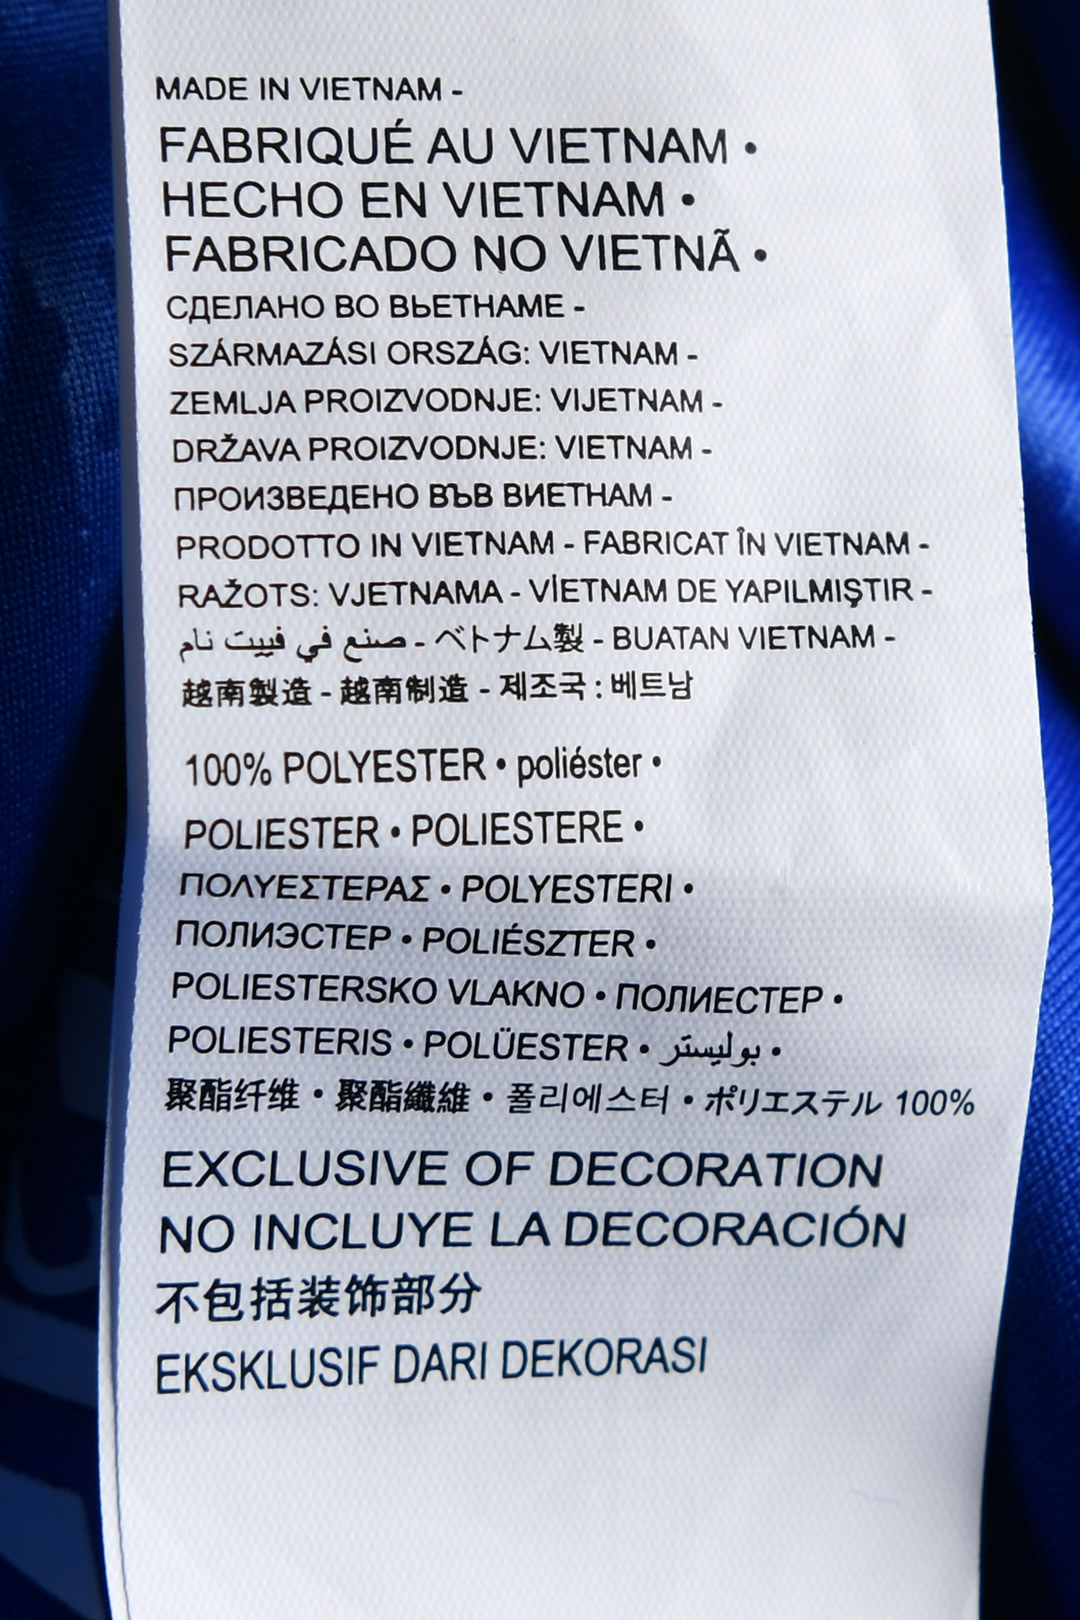 MADE IN VIETNAM -
FABRIQUÉ AU VIETNAM •
HECHO EN VIETNAM •
FABRICADO NO VIETNÃ •
СДЕЛАНО ВО ВЬЕТНАМЕ -
SZÁRMAZÁSI ORSZÁG: VIETNAM -
ZEMLJA PROIZVODNJE: VIJETNAM -
DRŽAVA PROIZVODNJE: VIETNAM -
ПРОИЗВЕДЕНО ВЪВ ВИЕТНАМ -
PRODOTTO IN VIETNAM - FABRICAT ÎN VIETNAM -
RAŽOTS: VJETNAMA - VİETNAM DE YAPILMIŞTIR -
صنع في فييت نام - ベトナム製 - BUATAN VIETNAM -
越南製造 - 越南制造 - 제조국 : 베트남
100% POLYESTER • poliéster •
POLIESTER • POLIESTERE •
ΠΟΛΥΕΣΤΕΡΑΣ • POLYESTERI •
ПОЛИЭСТЕР • POLIÉSZTER •
POLIESTERSKO VLAKNO • ПОЛИЕСТЕР •
POLIESTERIS • POLÜESTER • بوليستر •
聚酯纤维 • 聚酯纖維 • 폴리에스터 • ポリエステル 100%
EXCLUSIVE OF DECORATION
NO INCLUYE LA DECORACIÓN
不包括装饰部分
EKSKLUSIF DARI DEKORASI